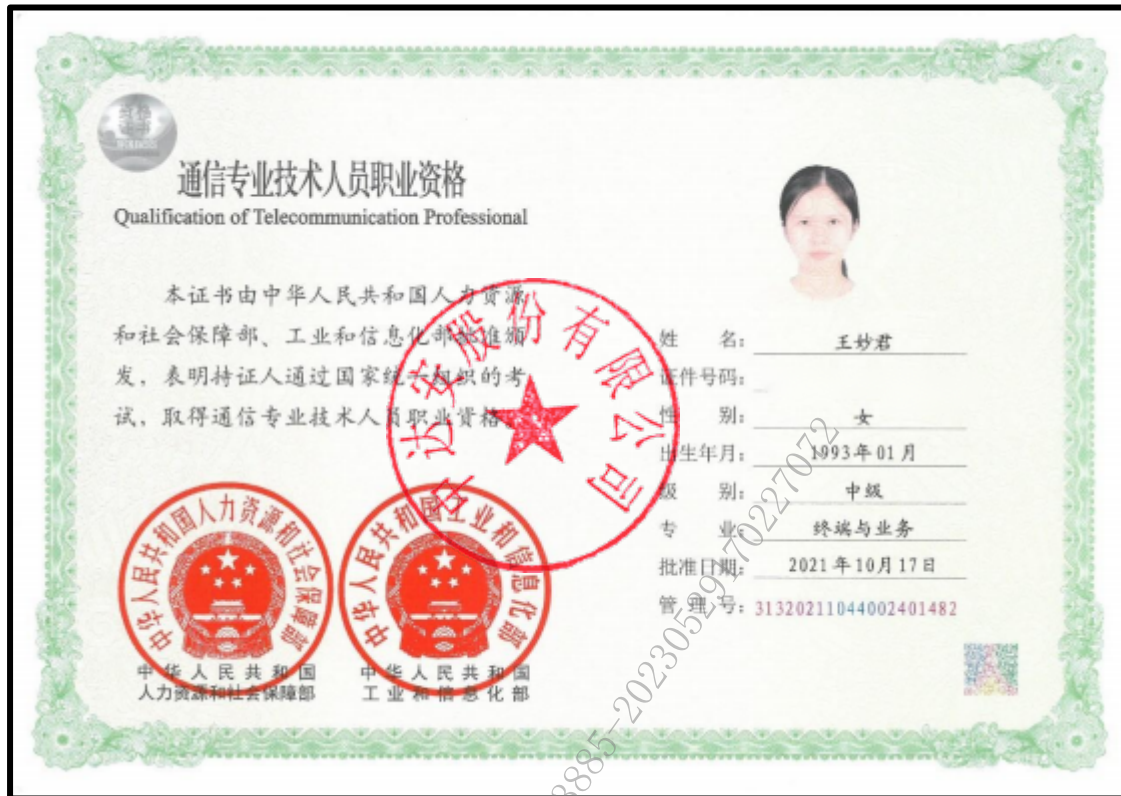 通信专业技术人员职业资格
Qualification of Telecommunication Professional
本证书由中华人民共和国人力资源
和社会保障部、工业和信息化部批准颁
发，表明持证人通过国家统一组织的考
试，取得通信专业技术人员职业资格。
姓 名： 王妙君
证件号码：
性 别： 女
出生年月： 1993年01月
级 别： 中级
专 业： 终端与业务
批准日期： 2021年10月17日
管 理 号：31320211044002401482
中达安股份有限公司
中华人民共和国人力资源和社会保障部
中华人民共和国工业和信息化部
中华人民共和国
人力资源和社会保障部
中华人民共和国
工业和信息化部
8885-20230529170227072